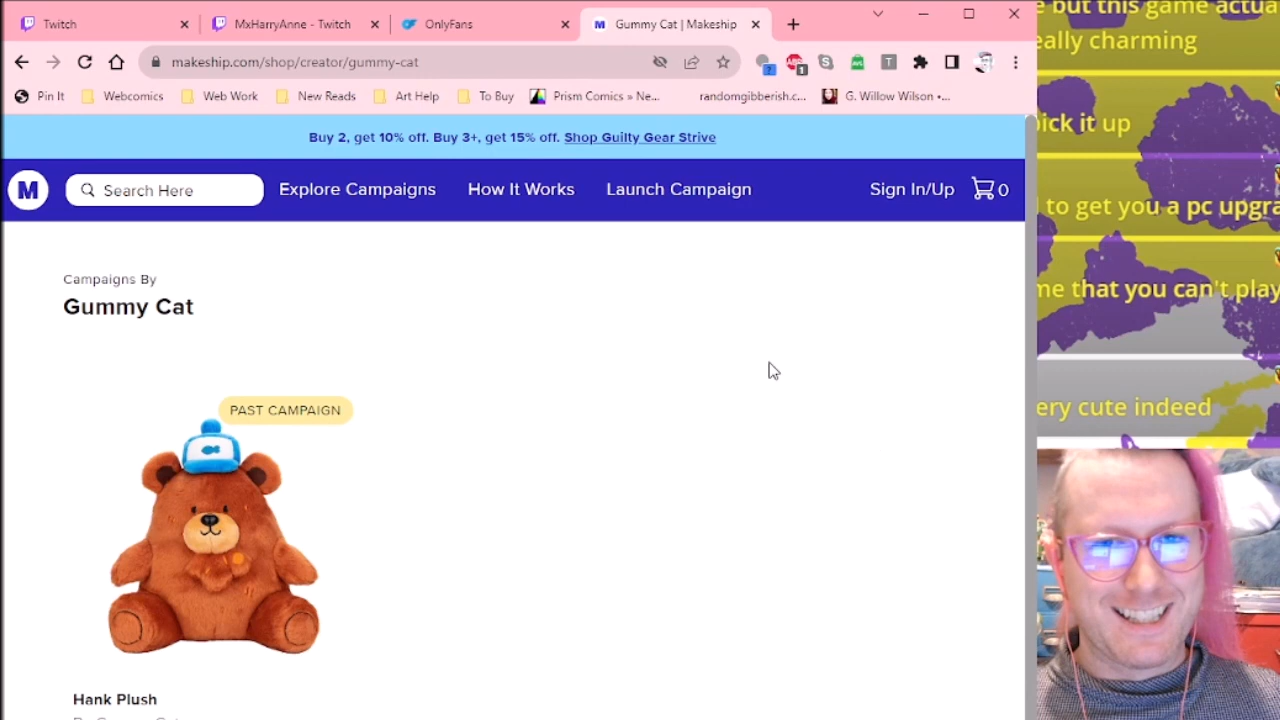 Twitch
MxHarryAnne - Twitch
OnlyFans
Gummy Cat | Makeship
makeship.com/shop/creator/gummy-cat
Pin It
Webcomics
Web Work
New Reads
Art Help
To Buy
Prism Comics » Ne...
randomgibberish.c...
G. Willow Wilson •...
Buy 2, get 10% off. Buy 3+, get 15% off. Shop Guilty Gear Strive
M
Search Here
Explore Campaigns
How It Works
Launch Campaign
Sign In/Up
0
Campaigns By
Gummy Cat
PAST CAMPAIGN
Hank Plush
e but this game actua
eally charming
ick it up
to get you a pc upgra
me that you can't play
ery cute indeed